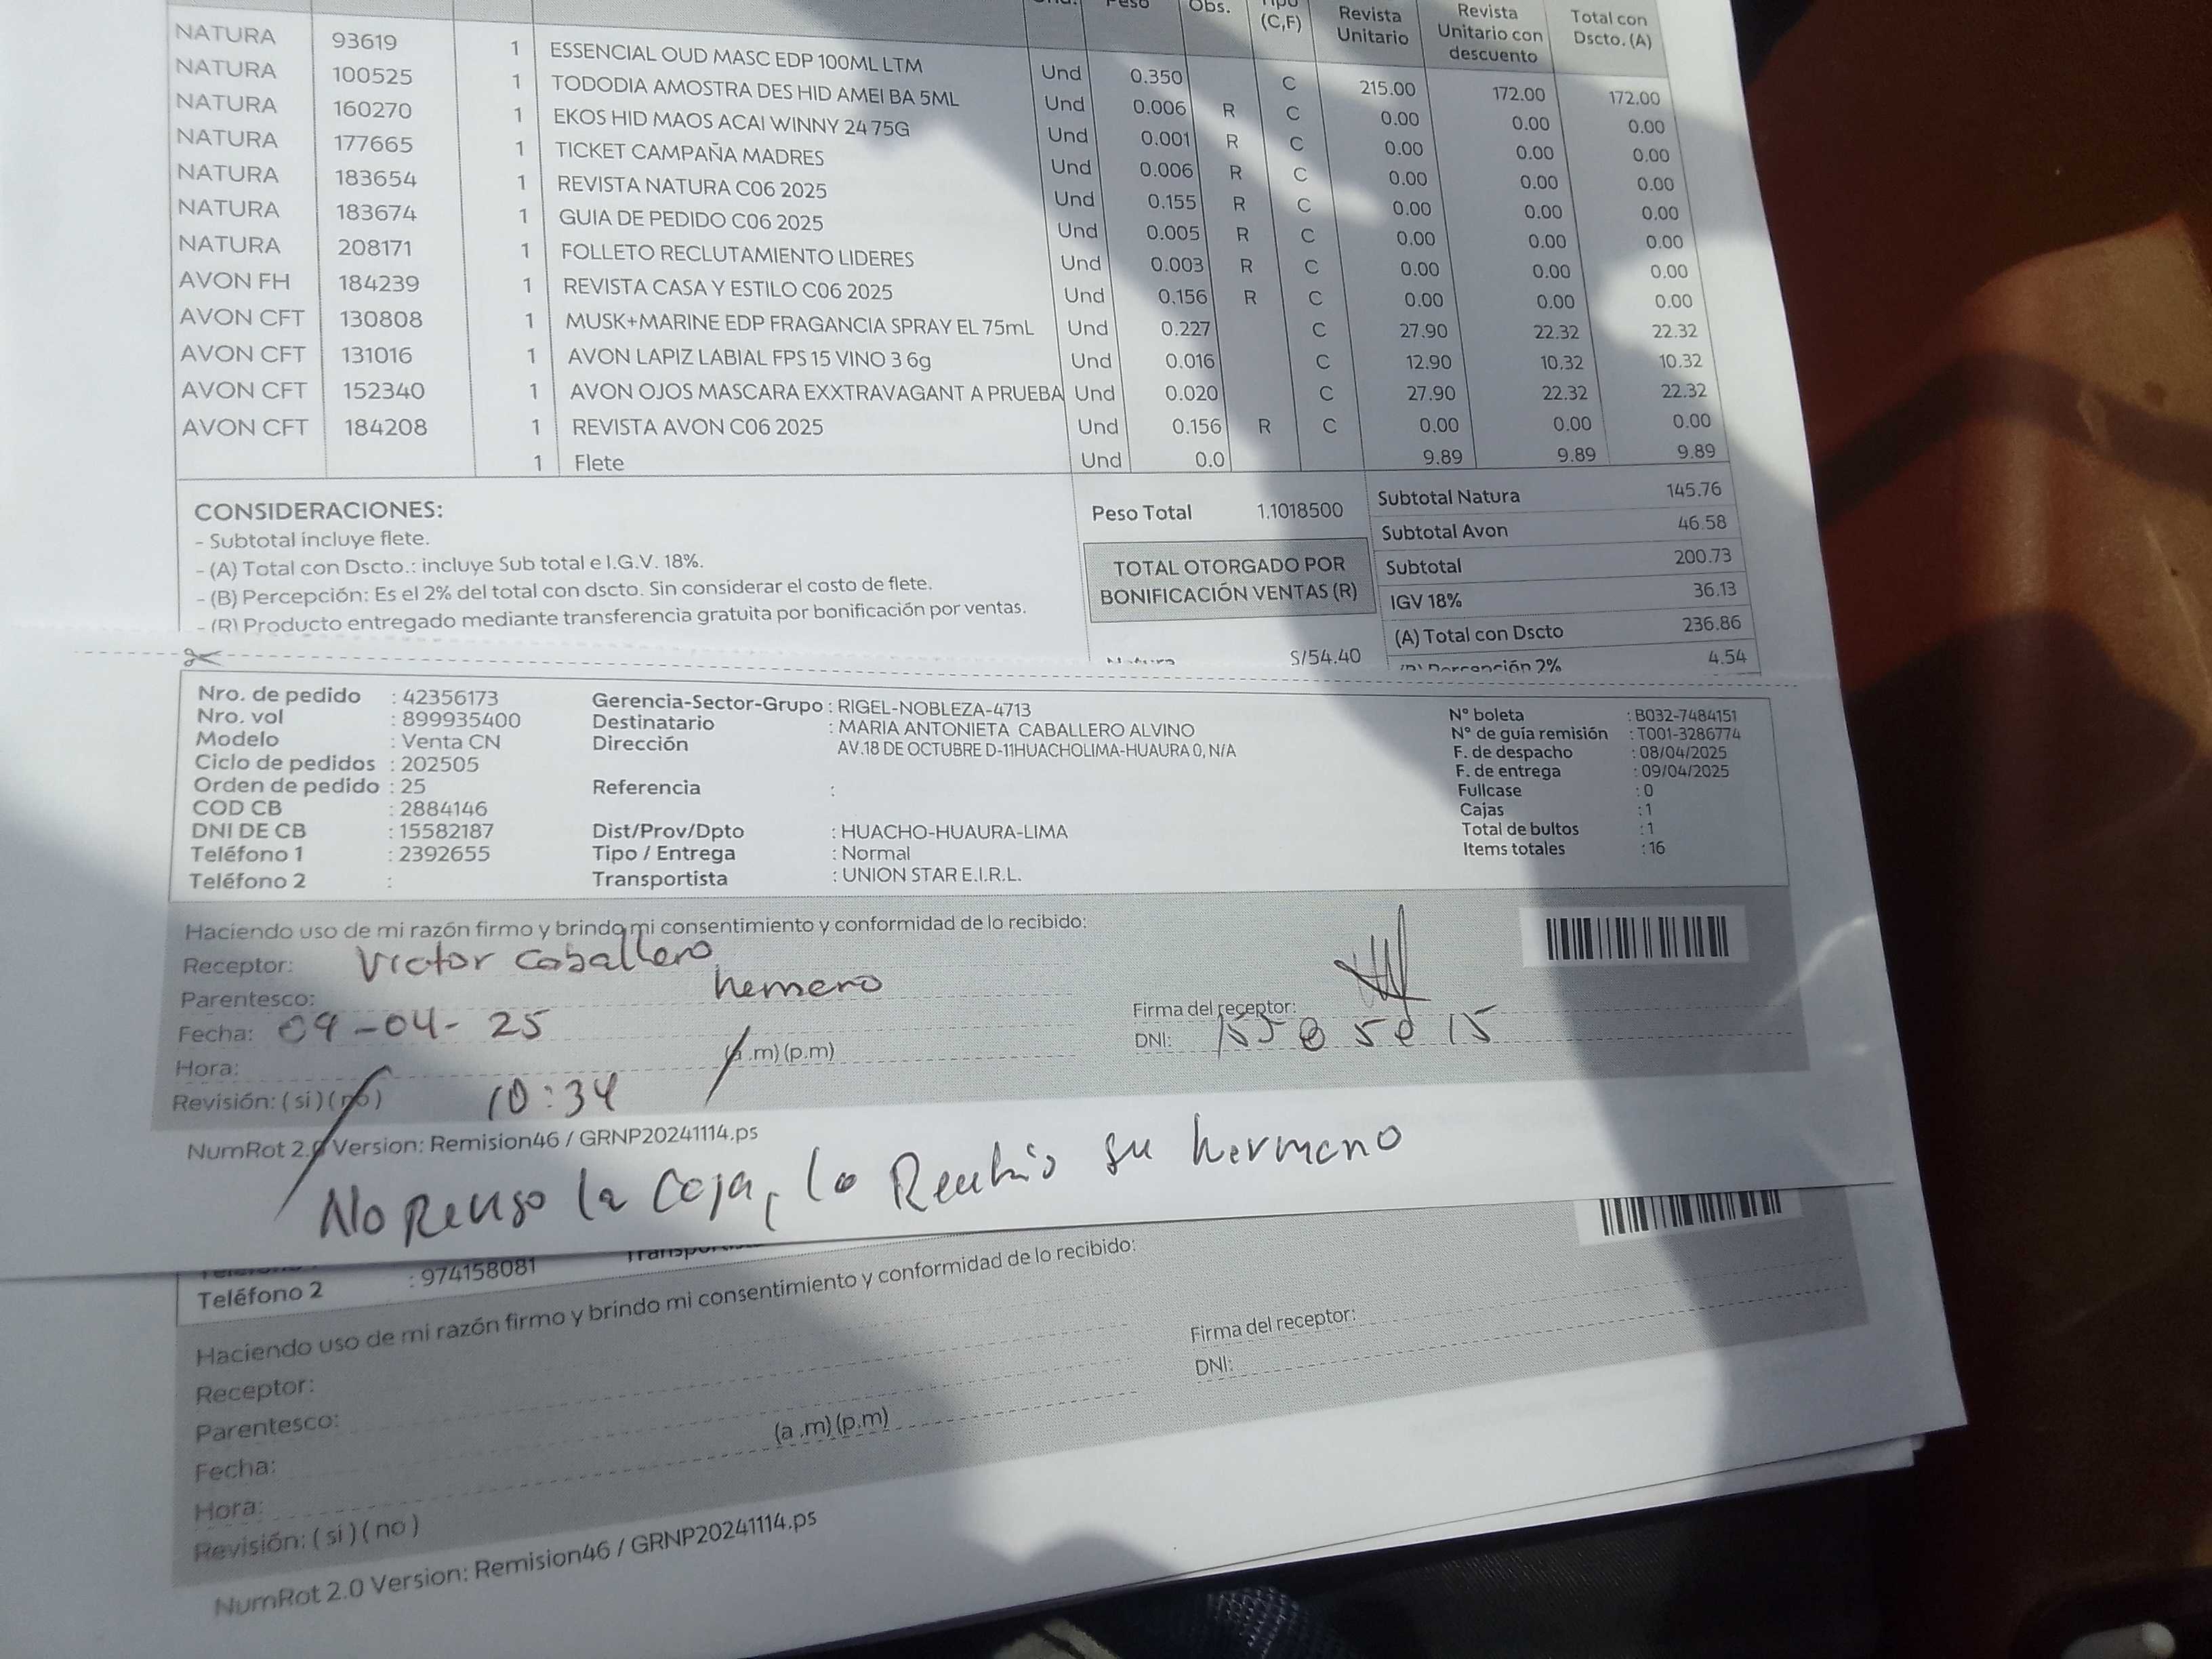 Und. Peso Obs. Tipo (C,F) Revista Unitario Revista Unitario con descuento Total con Dscto. (A)
NATURA 93619 1 ESSENCIAL OUD MASC EDP 100ML LTM Und 0.350 C 215.00 172.00 172.00
NATURA 100525 1 TODODIA AMOSTRA DES HID AMEI BA 5ML Und 0.006 R C 0.00 0.00 0.00
NATURA 160270 1 EKOS HID MAOS ACAI WINNY 24 75G Und 0.001 R C 0.00 0.00 0.00
NATURA 177665 1 TICKET CAMPAÑA MADRES Und 0.006 R C 0.00 0.00 0.00
NATURA 183654 1 REVISTA NATURA C06 2025 Und 0.155 R C 0.00 0.00 0.00
NATURA 183674 1 GUIA DE PEDIDO C06 2025 Und 0.005 R C 0.00 0.00 0.00
NATURA 208171 1 FOLLETO RECLUTAMIENTO LIDERES Und 0.003 R C 0.00 0.00 0.00
AVON FH 184239 1 REVISTA CASA Y ESTILO C06 2025 Und 0.156 R C 0.00 0.00 0.00
AVON CFT 130808 1 MUSK+MARINE EDP FRAGANCIA SPRAY EL 75mL Und 0.227 C 27.90 22.32 22.32
AVON CFT 131016 1 AVON LAPIZ LABIAL FPS 15 VINO 3 6g Und 0.016 C 12.90 10.32 10.32
AVON CFT 152340 1 AVON OJOS MASCARA EXXTRAVAGANT A PRUEBA Und 0.020 C 27.90 22.32 22.32
AVON CFT 184208 1 REVISTA AVON C06 2025 Und 0.156 R C 0.00 0.00 0.00
1 Flete Und 0.0 9.89 9.89 9.89
CONSIDERACIONES:
- Subtotal incluye flete.
- (A) Total con Dscto.: incluye Sub total e I.G.V. 18%.
- (B) Percepción: Es el 2% del total con dscto. Sin considerar el costo de flete.
- (R) Producto entregado mediante transferencia gratuita por bonificación por ventas.
Peso Total 1.1018500
TOTAL OTORGADO POR
BONIFICACIÓN VENTAS (R)
S/54.40
Subtotal Natura 145.76
Subtotal Avon 46.58
Subtotal 200.73
IGV 18% 36.13
(A) Total con Dscto 236.86
(B) Percepción 2% 4.54
Nro. de pedido : 42356173
Nro. vol : 899935400
Modelo : Venta CN
Ciclo de pedidos : 202505
Orden de pedido : 25
COD CB : 2884146
DNI DE CB : 15582187
Teléfono 1 : 2392655
Teléfono 2 :
Gerencia-Sector-Grupo : RIGEL-NOBLEZA-4713
Destinatario : MARIA ANTONIETA CABALLERO ALVINO
Dirección AV.18 DE OCTUBRE D-11HUACHOLIMA-HUAURA 0, N/A
Referencia :
Dist/Prov/Dpto : HUACHO-HUAURA-LIMA
Tipo / Entrega : Normal
Transportista : UNION STAR E.I.R.L.
N° boleta : B032-7484151
N° de guía remisión : T001-3286774
F. de despacho : 08/04/2025
F. de entrega : 09/04/2025
Fullcase : 0
Cajas : 1
Total de bultos : 1
Items totales : 16
Haciendo uso de mi razón firmo y brindo mi consentimiento y conformidad de lo recibido:
Receptor: Victor Caballero
Parentesco: hermano
Fecha: 09-04-25
Hora: 10:34 (a.m) (p.m)
Revisión: (si) (no)
Firma del receptor:
DNI:
NumRot 2.0 Version: Remision46 / GRNP20241114.ps
No Reviso la Caja, lo Recibio su hermano
Teléfono 2 : 974158081
Haciendo uso de mi razón firmo y brindo mi consentimiento y conformidad de lo recibido:
Receptor:
Parentesco:
Fecha:
Hora: (a .m) (p.m)
Revisión: (si) (no)
Firma del receptor:
DNI:
NumRot 2.0 Version: Remision46 / GRNP20241114.ps